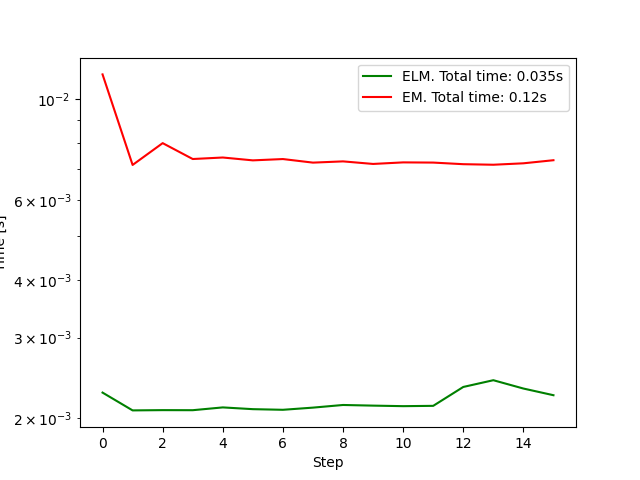 ELM. Total time: 0.035s
EM. Total time: 0.12s
10⁻²
6 × 10⁻³
4 × 10⁻³
3 × 10⁻³
2 × 10⁻³
0 2 4 6 8 10 12 14
Step